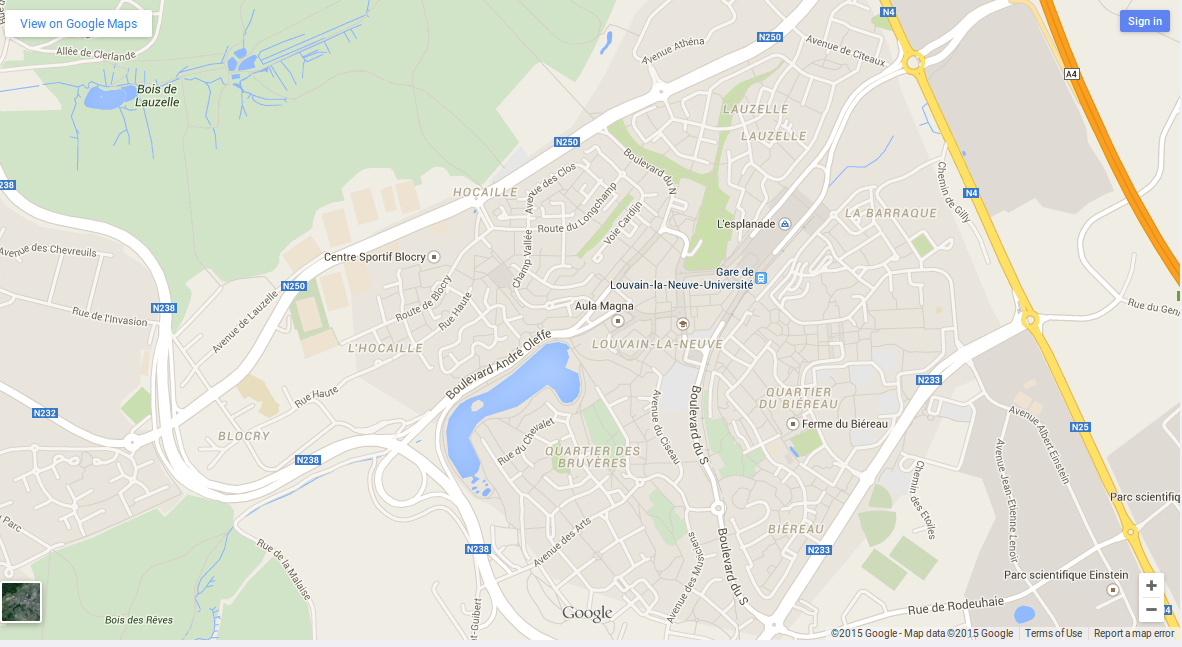 View on Google Maps
Sign in
N4
N250
Avenue Athéna
Avenue de Citeaux
Allée de Clerlande
A4
Bois de
Lauzelle
LAUZELLE
LAUZELLE
N250
Boulevard du N
Chemin de Gilly
N4
238
HOCAILLE
Avenue des Clos
Route du Longchamp
Voie Cardijn
LA BARRAQUE
L'esplanade
Avenue des Chevreuils
Centre Sportif Blocry
Champ Vallée
Gare de
Louvain-la-Neuve-Université
N250
Route de Blocry
Rue Haute
Aula Magna
Rue du Gen
N238
Rue de l'Invasion
Avenue de Lauzelle
L'HOCAILLE
Boulevard André Oleffe
LOUVAIN-LA-NEUVE
N233
Rue Haute
Boulevard du S
Avenue du Ciseau
QUARTIER
DU BIÉREAU
N232
BLOCRY
Rue du Chevalet
Ferme du Biéreau
Avenue Albert Einstein
N25
N238
QUARTIER DES
BRUYÈRES
Avenue Jean-Etienne Lenoir
Chemin des Etoiles
Parc scientifiq
Parc
BIÉREAU
Avenue des Arts
N238
N233
Boulevard du S
Avenue des Musiciens
Rue de la Malaise
Parc scientifique Einstein
t-Guibert
Rue de Rodeuhaie
Bois des Rêves
Google
+
−
4
©2015 Google - Map data ©2015 Google
Terms of Use
Report a map error